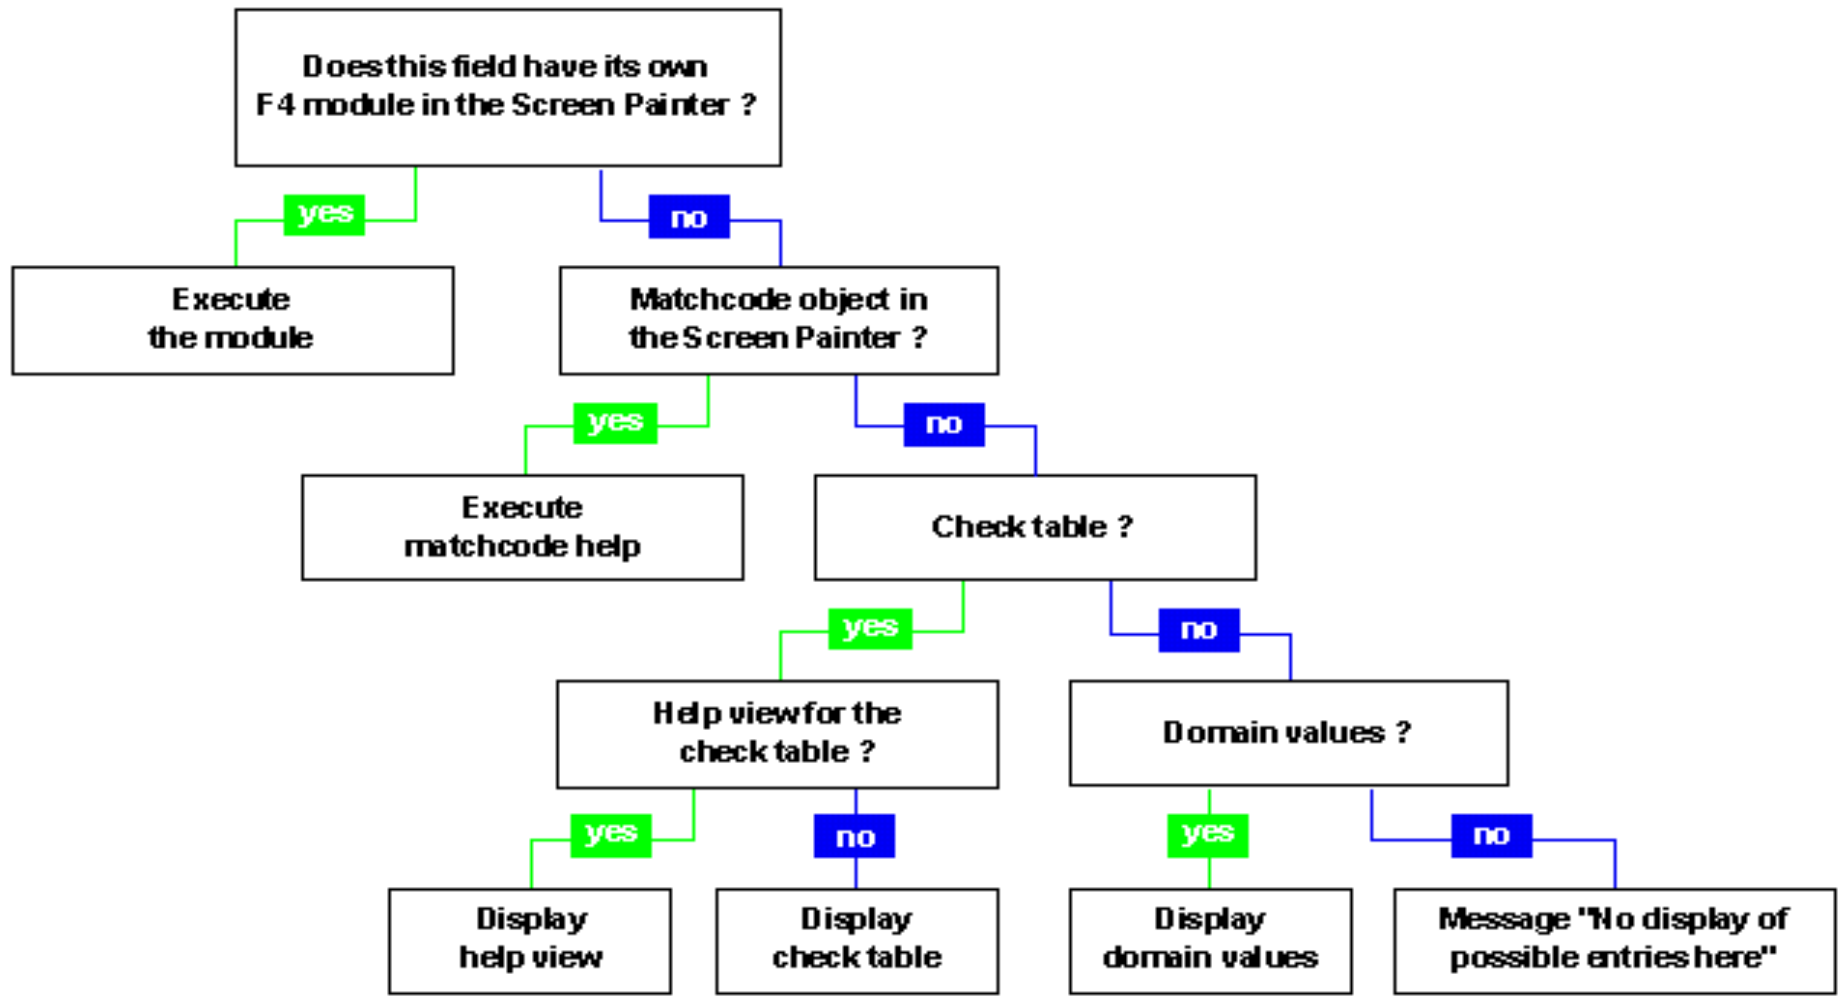 Does this field have its own
F4 module in the Screen Painter ?
yes
no
Execute
the module
Matchcode object in
the Screen Painter ?
yes
no
Execute
matchcode help
Check table ?
yes
no
Help view for the
check table ?
Domain values ?
yes
no
yes
no
Display
help view
Display
check table
Display
domain values
Message "No display of
possible entries here"